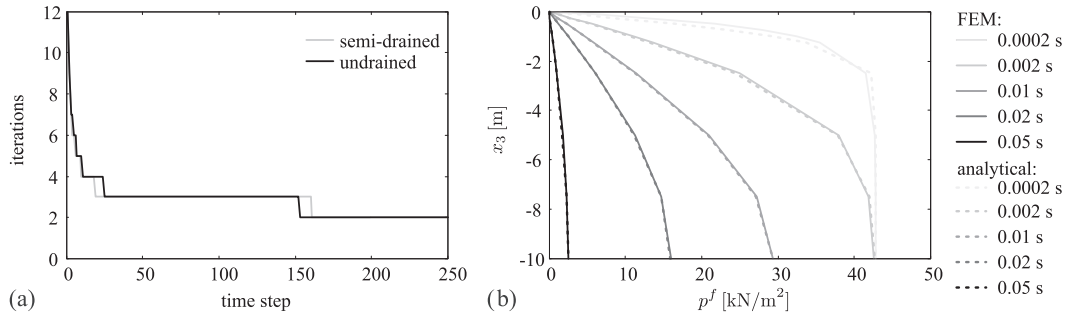 12
10
8
6
4
2
0
iterations
0
50
100
150
200
250
time step
semi-drained
undrained
(a)
0
-2
-4
-6
-8
-10
x3 [m]
0
10
20
30
40
50
p^f [kN/m²]
(b)
FEM:
0.0002 s
0.002 s
0.01 s
0.02 s
0.05 s
analytical:
0.0002 s
0.002 s
0.01 s
0.02 s
0.05 s